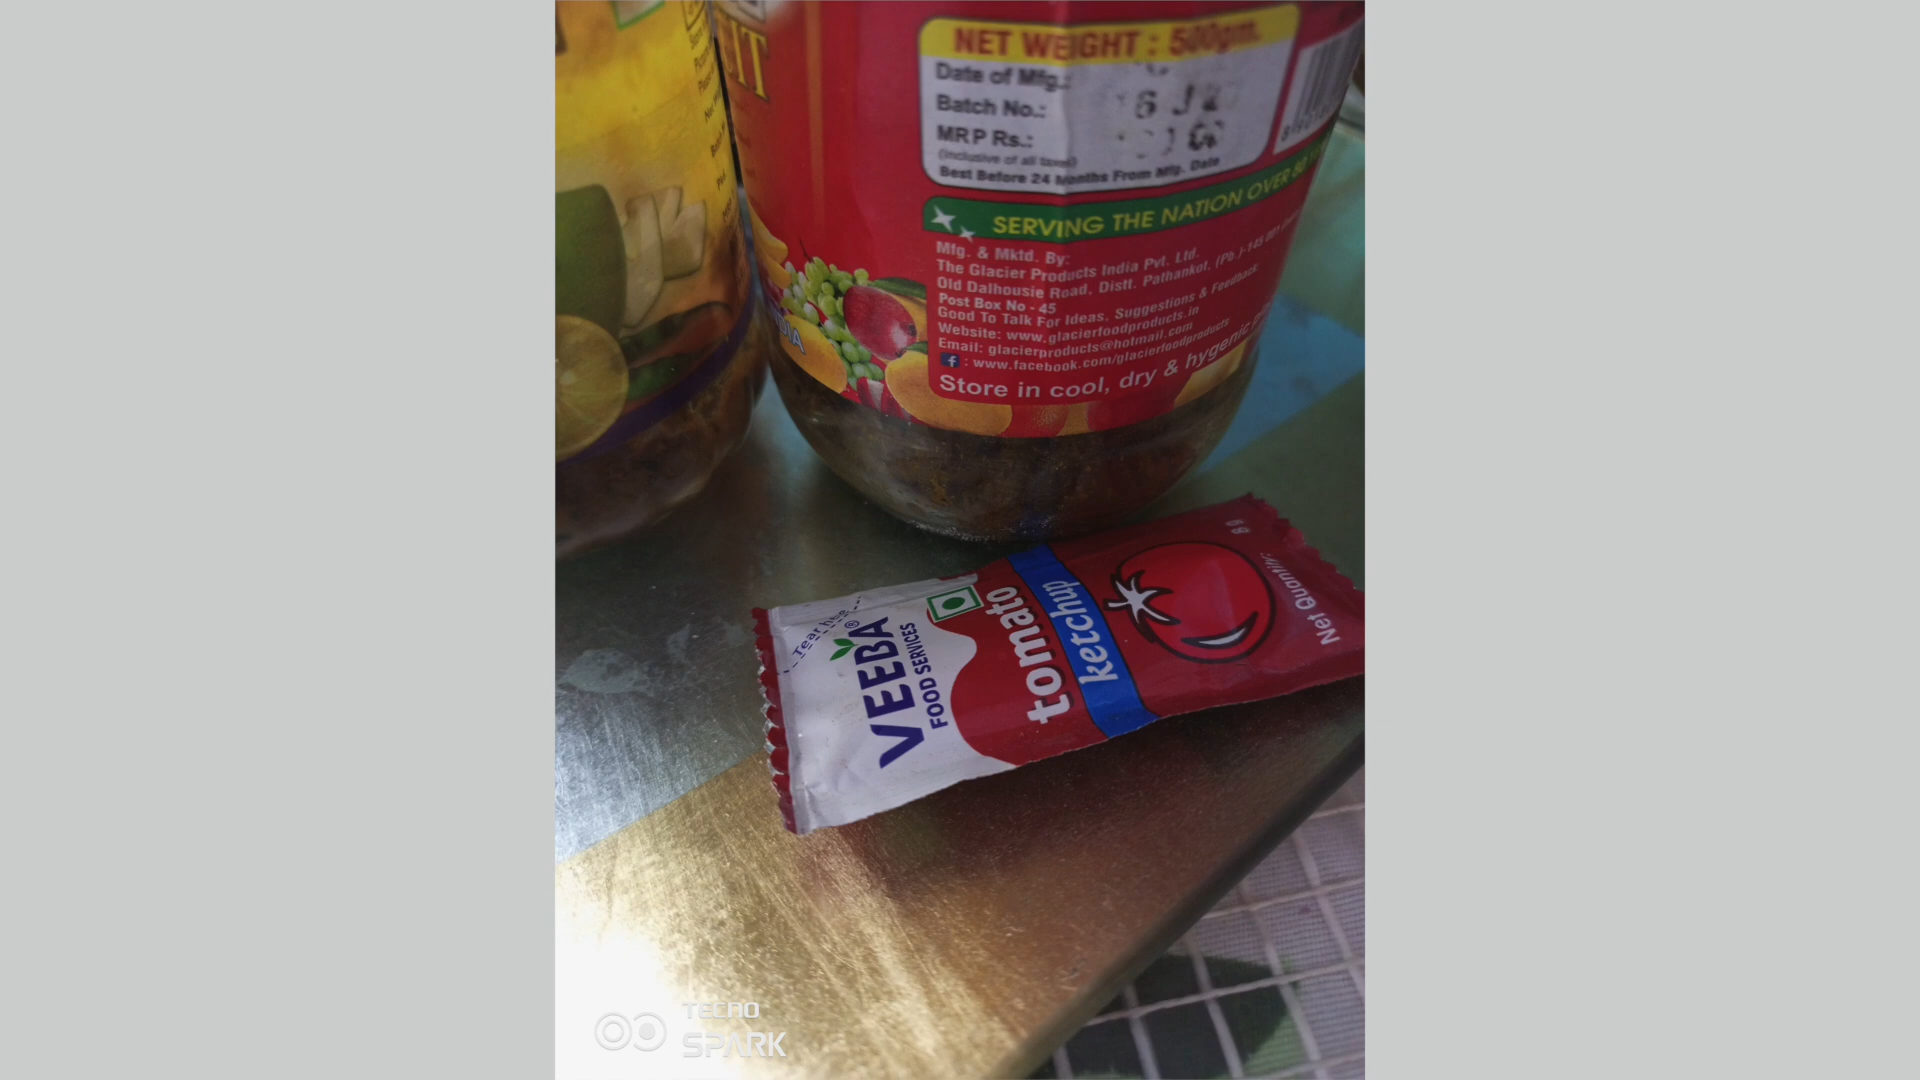 NET WEIGHT : 500gm.
Date of Mfg.:
Batch No.:
MRP Rs.:
(inclusive of all taxes)
Best Before 24 Months From Mfg. Date
SERVING THE NATION OVER
Mfg. & Mktd. By:
The Glacier Products India Pvt. Ltd.
Old Dalhousie Road, Distt. Pathankot, (Pb.)-145 001
Post Box No - 45
Good To Talk For Ideas, Suggestions & Feedback:
Website: www.glacierfoodproducts.in
Email: glacierproducts@hotmail.com
: www.facebook.com/glacierfoodproducts
Store in cool, dry & hygenic
Tear here
VEEBA®
FOOD SERVICES
tomato
ketchup
Net Quantity: 8g
TECNO
SPARK